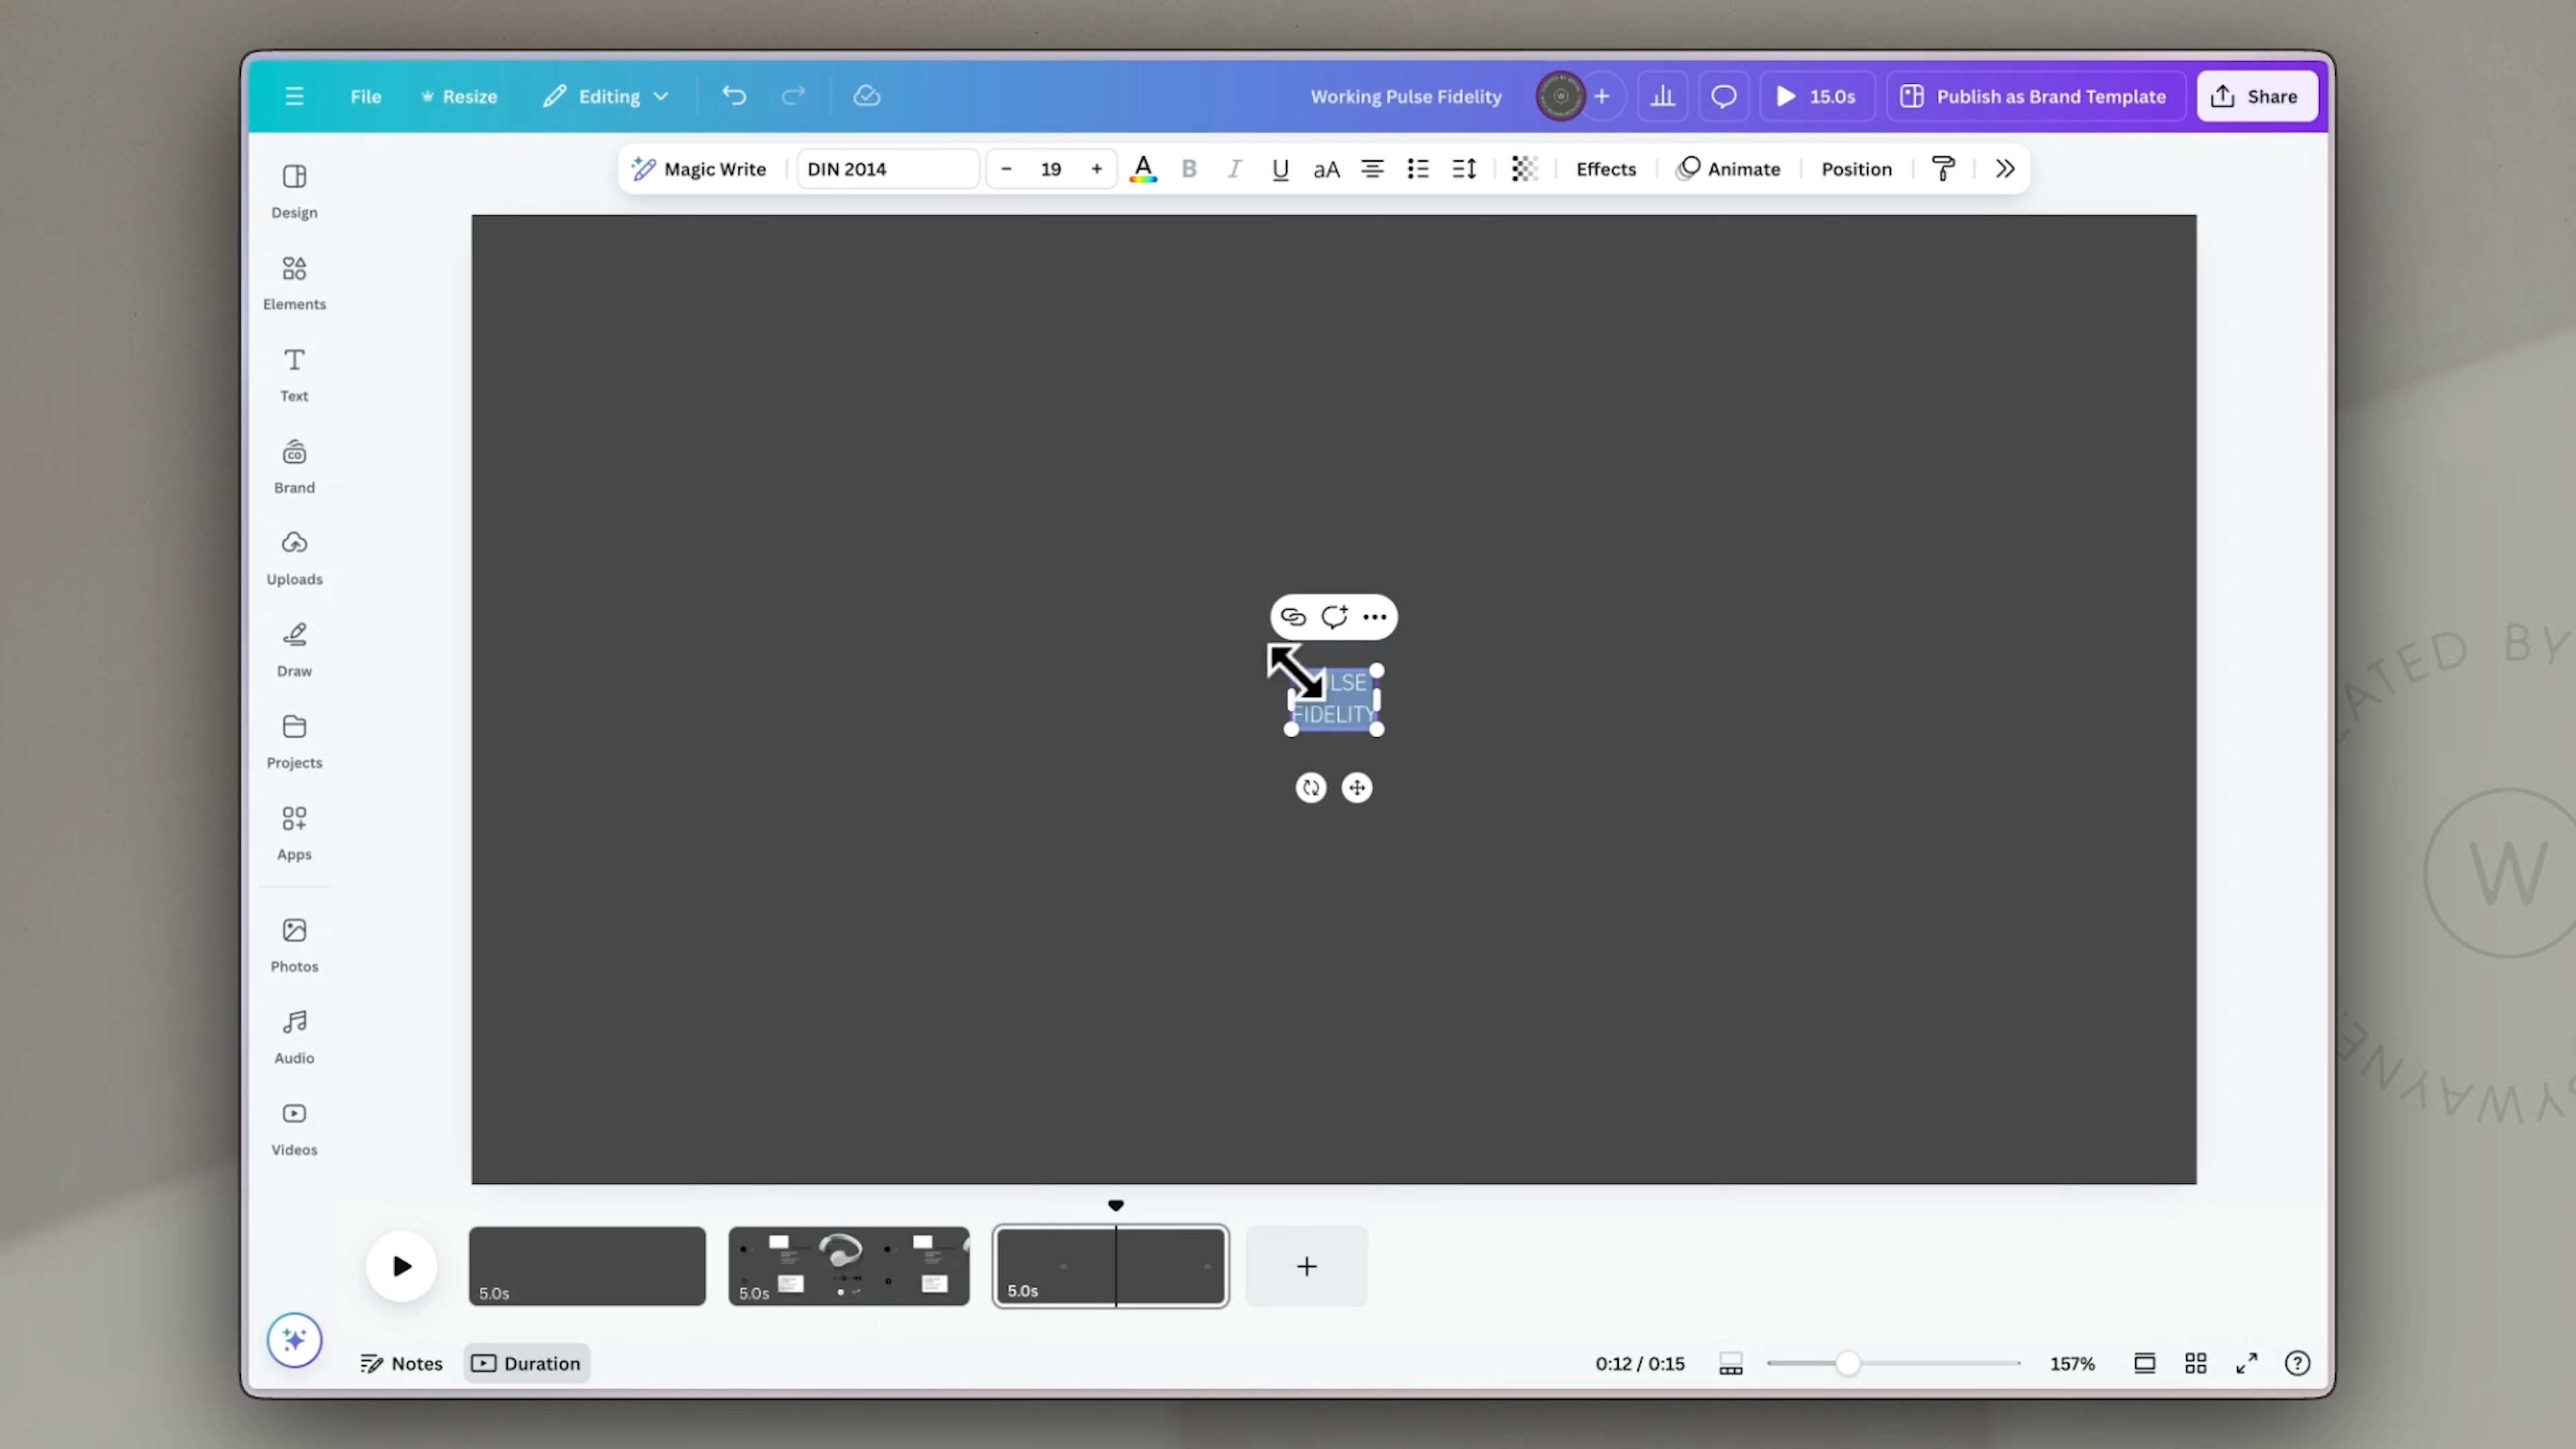 File
Resize
Editing
Working Pulse Fidelity
15.0s
Publish as Brand Template
Share
Magic Write
DIN 2014
- 19 +
A
B
I
U
aA
Effects
Animate
Position
Design
Elements
Text
Brand
Uploads
Draw
Projects
Apps
Photos
Audio
Videos
LSE
FIDELITY
5.0s
5.0s
5.0s
Notes
Duration
0:12 / 0:15
157%
BY
W